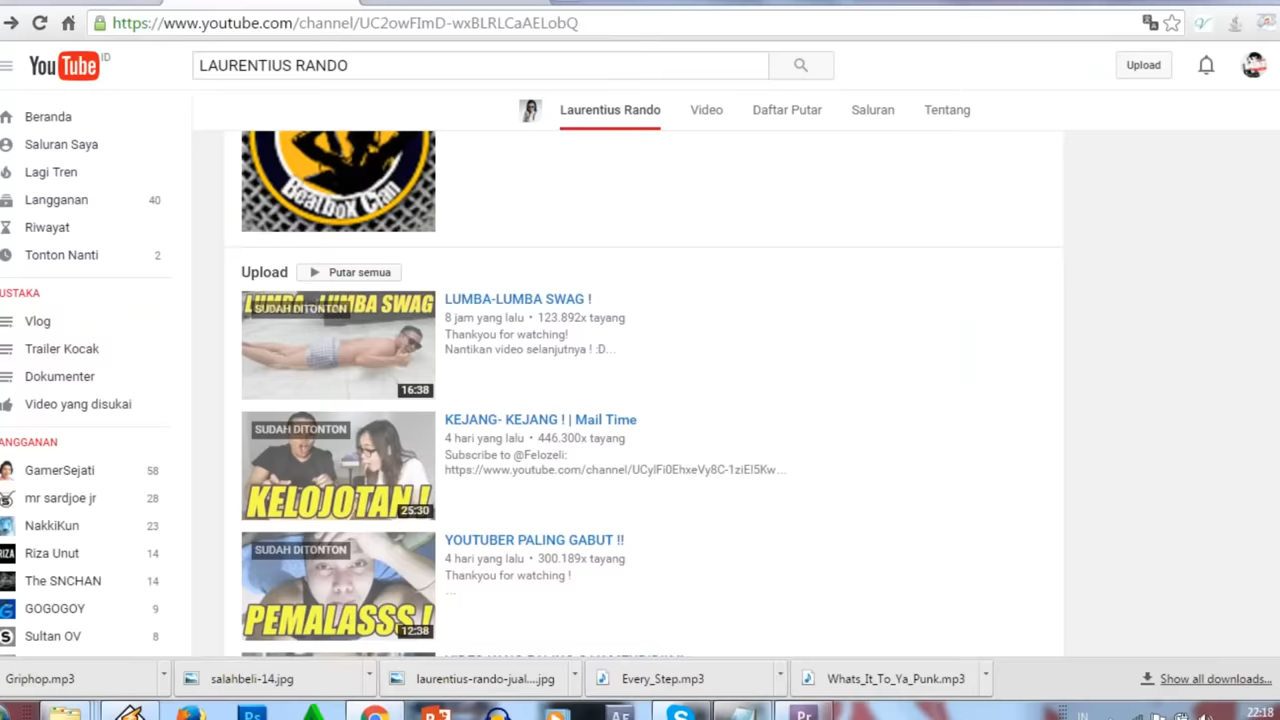 https://www.youtube.com/channel/UC2owFImD-wxBLRLCaAELobQ
YouTube ID
LAURENTIUS RANDO
Upload
Laurentius Rando
Video
Daftar Putar
Saluran
Tentang
Beranda
Saluran Saya
Lagi Tren
Langganan 40
Riwayat
Tonton Nanti 2
USTAKA
Vlog
Trailer Kocak
Dokumenter
Video yang disukai
ANGGANAN
GamerSejati 58
mr sardjoe jr 28
NakkiKun 23
RIZA Riza Unut 14
The SNCHAN 14
GOGOGOY 9
Sultan OV 8
Beatbox Clan
Upload Putar semua
LUMBA-LUMBA SWAG
SUDAH DITONTON
16:38
LUMBA-LUMBA SWAG !
8 jam yang lalu • 123.892x tayang
Thankyou for watching!
Nantikan video selanjutnya ! :D...
SUDAH DITONTON
KELOJOTAN !
25:30
KEJANG- KEJANG ! | Mail Time
4 hari yang lalu • 446.300x tayang
Subscribe to @Felozeli:
https://www.youtube.com/channel/UCylFi0EhxeVy8C-1ziEl5Kw...
SUDAH DITONTON
PEMALASSS !
12:38
YOUTUBER PALING GABUT !!
4 hari yang lalu • 300.189x tayang
Thankyou for watching !
...
Griphop.mp3
salahbeli-14.jpg
laurentius-rando-jual....jpg
Every_Step.mp3
Whats_It_To_Ya_Punk.mp3
Show all downloads...
Ps
AE
Pr
IN
22:18